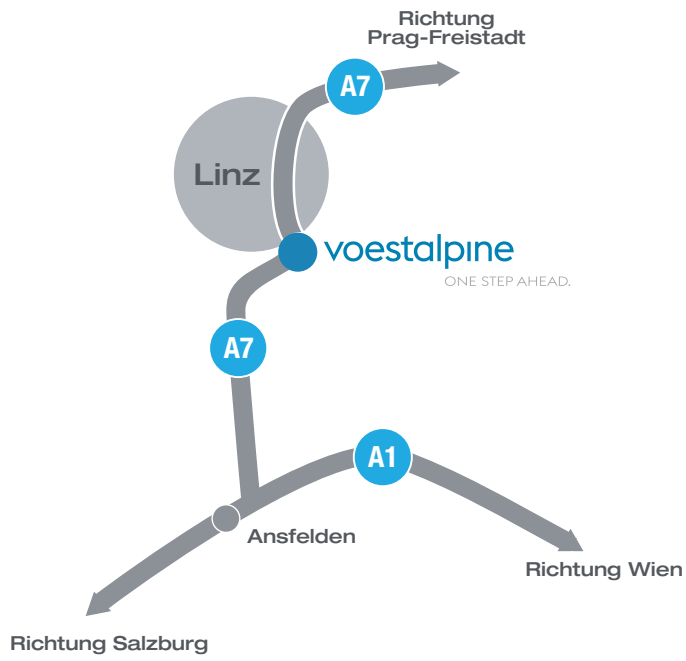 Richtung
Prag-Freistadt
A7
Linz
voestalpine
ONE STEP AHEAD.
A7
A1
Ansfelden
Richtung Wien
Richtung Salzburg